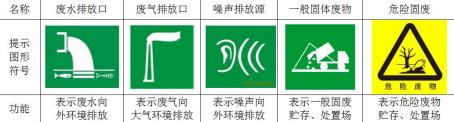 名称 废水排放口 废气排放口 噪声排放源 一般固体废物 危险固废
提示
图形
符号
危险废物
功能 表示废水向 表示废气向 表示噪声向 表示一般固废 表示危险废物
外环境排放 大气环境排放 外环境排放 贮存、处置场 贮存、处置场